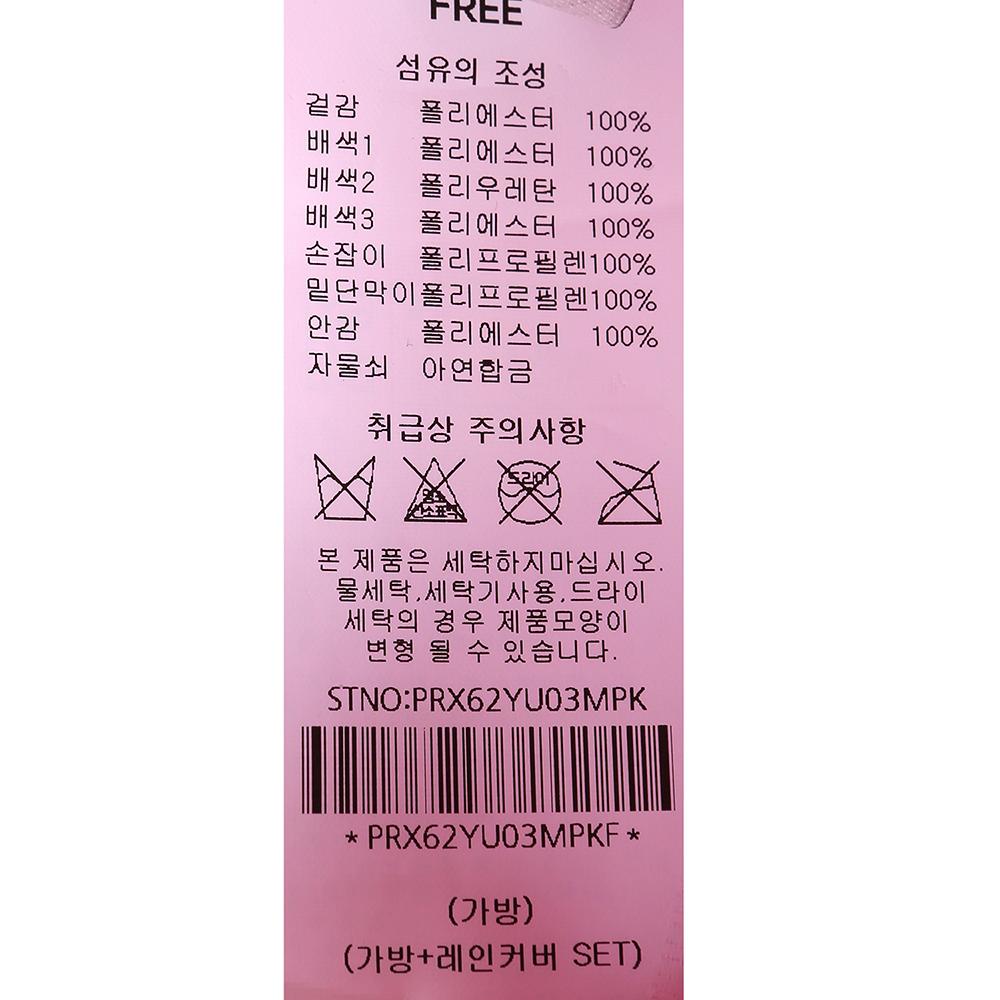 FREE
섬유의 조성
겉감 폴리에스터 100%
배색1 폴리에스터 100%
배색2 폴리우레탄 100%
배색3 폴리에스터 100%
손잡이 폴리프로필렌100%
밑단막이폴리프로필렌100%
안감 폴리에스터 100%
자물쇠 아연합금
취급상 주의사항
드라이
본 제품은 세탁하지마십시오.
물세탁,세탁기사용,드라이
세탁의 경우 제품모양이
변형 될 수 있습니다.
STNO:PRX62YU03MPK
*PRX62YU03MPKF*
(가방)
(가방+레인커버 SET)